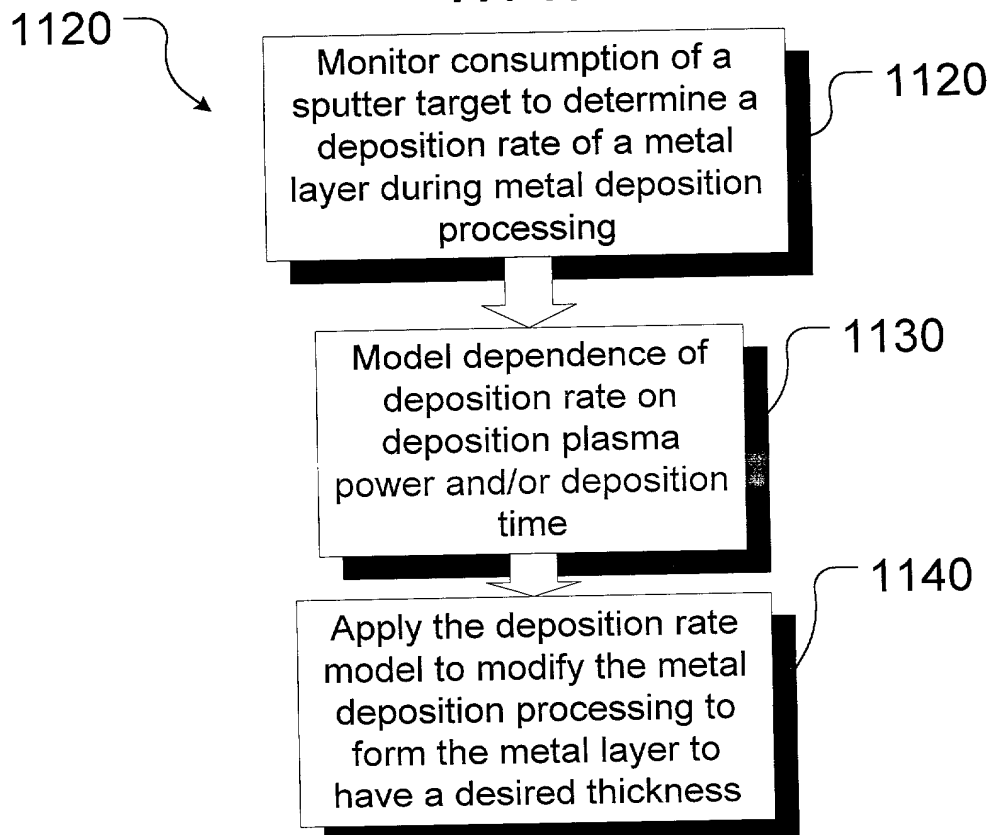 1120
Monitor consumption of a
sputter target to determine a
deposition rate of a metal
layer during metal deposition
processing
1120
Model dependence of
deposition rate on
deposition plasma
power and/or deposition
time
1130
Apply the deposition rate
model to modify the metal
deposition processing to
form the metal layer to
have a desired thickness
1140